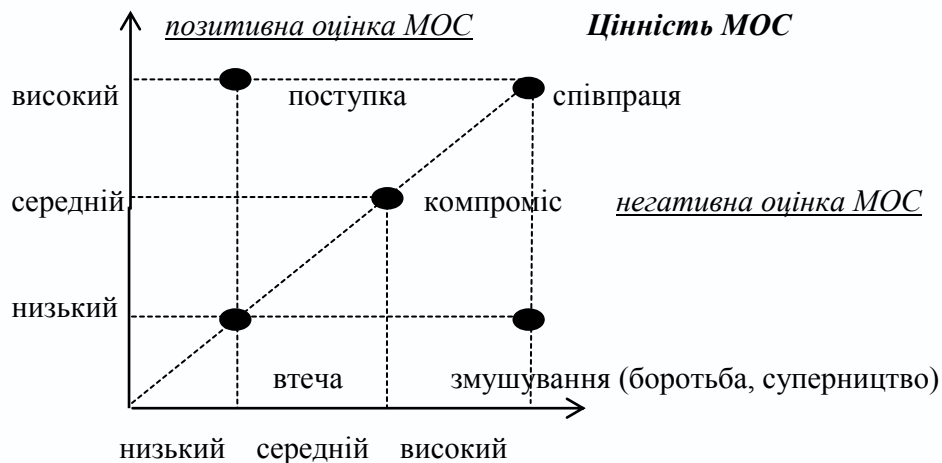 позитивна оцінка МОС Цінність МОС
високий поступка співпраця
середній компроміс негативна оцінка МОС
низький
втеча змушування (боротьба, суперництво)
низький середній високий